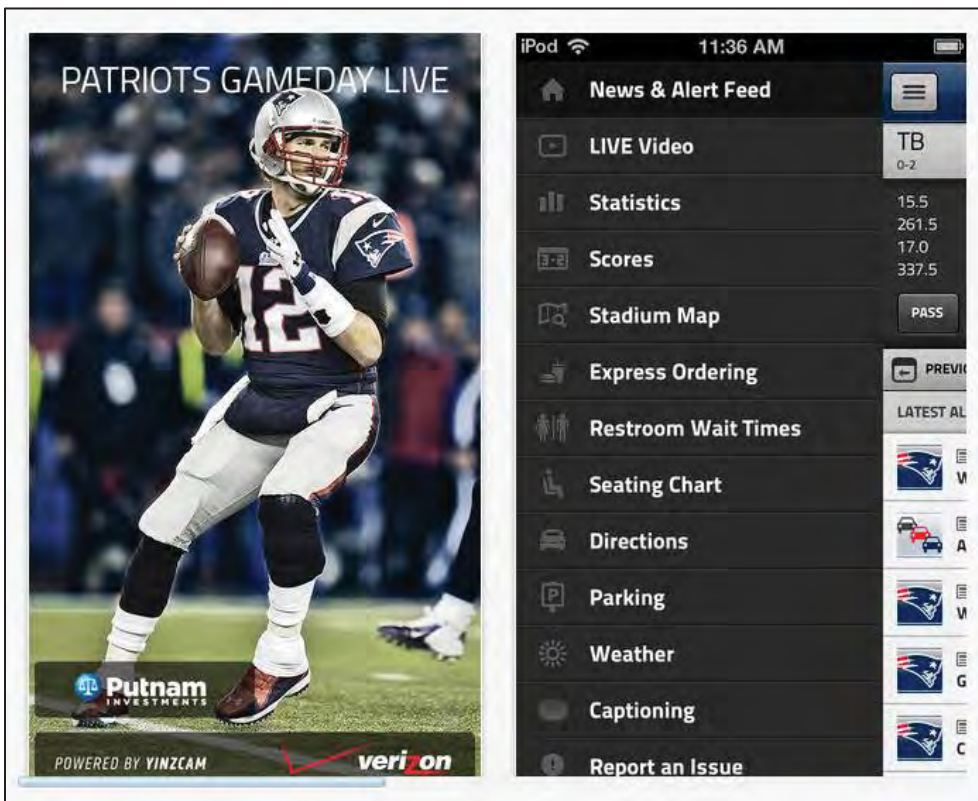 PATRIOTS GAMEDAY LIVE
12
Putnam
INVESTMENTS
POWERED BY YINZCAM
verizon
iPod
11:36 AM
News & Alert Feed
LIVE Video
Statistics
Scores
Stadium Map
Express Ordering
Restroom Wait Times
Seating Chart
Directions
Parking
Weather
Captioning
Report an Issue
TB
0-2
15.5
261.5
17.0
337.5
PASS
PREVIO
LATEST AL
W
A
W
G
C